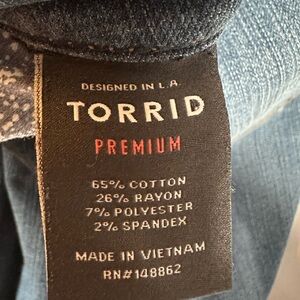 DESIGNED IN L.A.
TORRID
PREMIUM
65% COTTON
26% RAYON
7% POLYESTER
2% SPANDEX
MADE IN VIETNAM
RN#148862